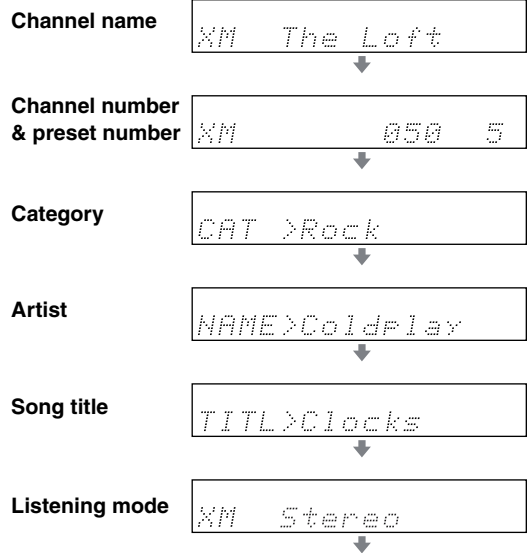 Channel name
XM The Loft
Channel number
& preset number
XM 050 5
Category
CAT >Rock
Artist
NAME>Coldplay
Song title
TITL>Clocks
Listening mode
XM Stereo